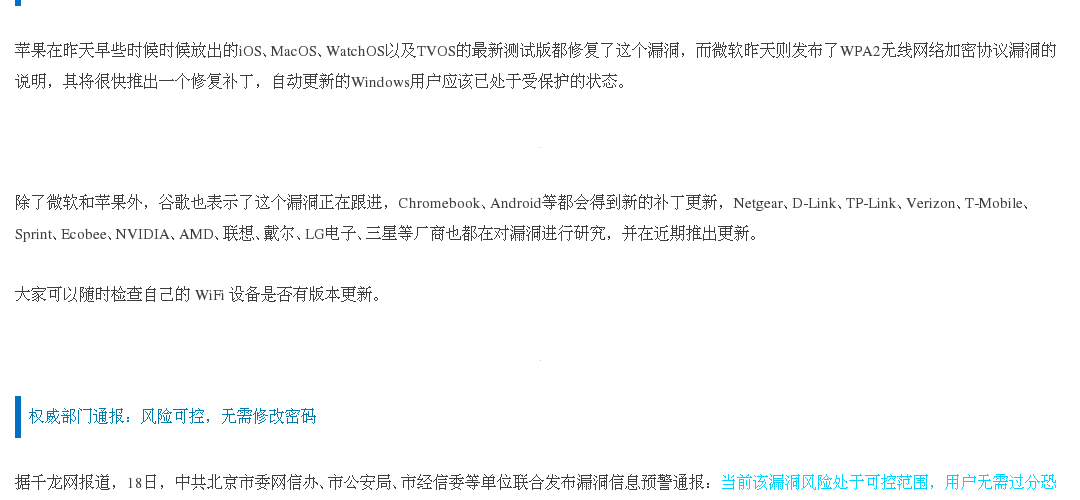 苹果在昨天早些时候时候放出的iOS、MacOS、WatchOS以及TVOS的最新测试版都修复了这个漏洞，而微软昨天则发布了WPA2无线网络加密协议漏洞的
说明，其将很快推出一个修复补丁，自动更新的Windows用户应该已处于受保护的状态。
除了微软和苹果外，谷歌也表示了这个漏洞正在跟进，Chromebook、Android等都会得到新的补丁更新，Netgear、D-Link、TP-Link、Verizon、T-Mobile、
Sprint、Ecobee、NVIDIA、AMD、联想、戴尔、LG电子、三星等厂商也都在对漏洞进行研究，并在近期推出更新。
大家可以随时检查自己的 WiFi 设备是否有版本更新。
权威部门通报：风险可控，无需修改密码
据千龙网报道，18日，中共北京市委网信办、市公安局、市经信委等单位联合发布漏洞信息预警通报：当前该漏洞风险处于可控范围，用户无需过分恐